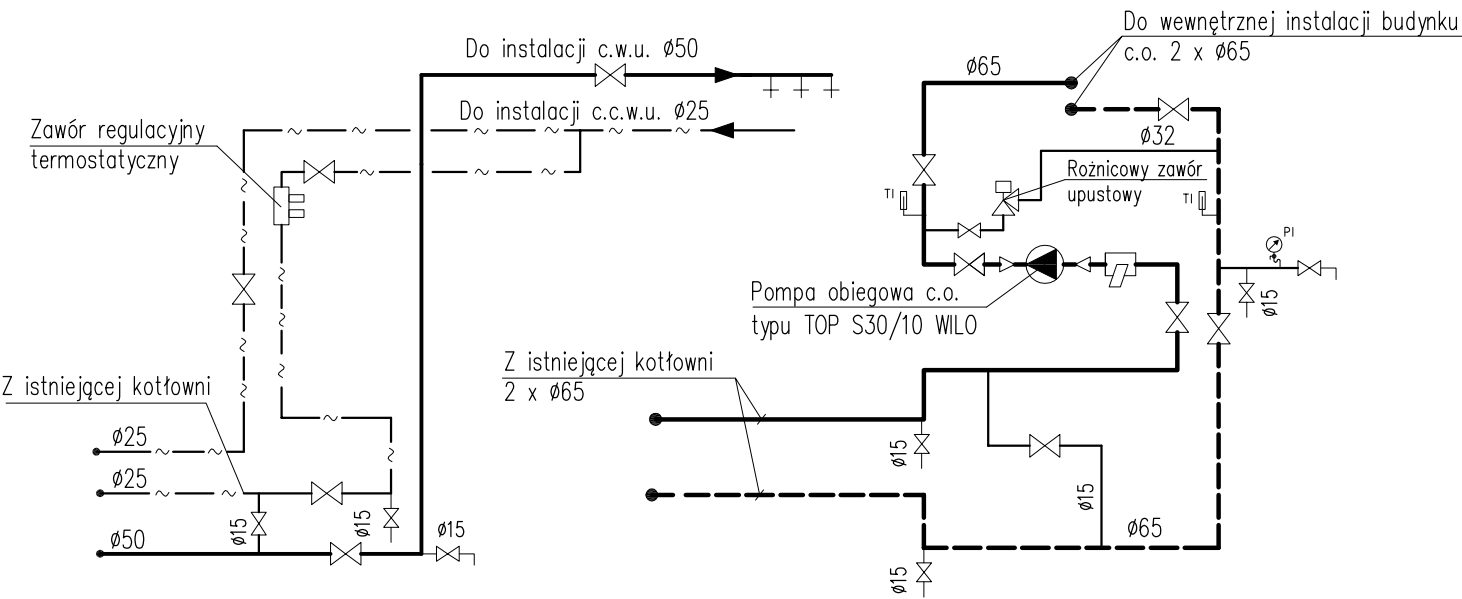 Do instalacji c.w.u. ø50
Do instalacji c.c.w.u. ø25
Zawór regulacyjny
termostatyczny
Z istniejącej kotłowni
ø25
ø25
ø50
ø15
ø15
ø15
Do wewnętrznej instalacji budynku
c.o. 2 x ø65
ø65
ø32
Rożnicowy zawór
upustowy
TI
TI
PI
ø15
Pompa obiegowa c.o.
typu TOP S30/10 WILO
Z istniejącej kotłowni
2 x ø65
ø15
ø15
ø65
ø15